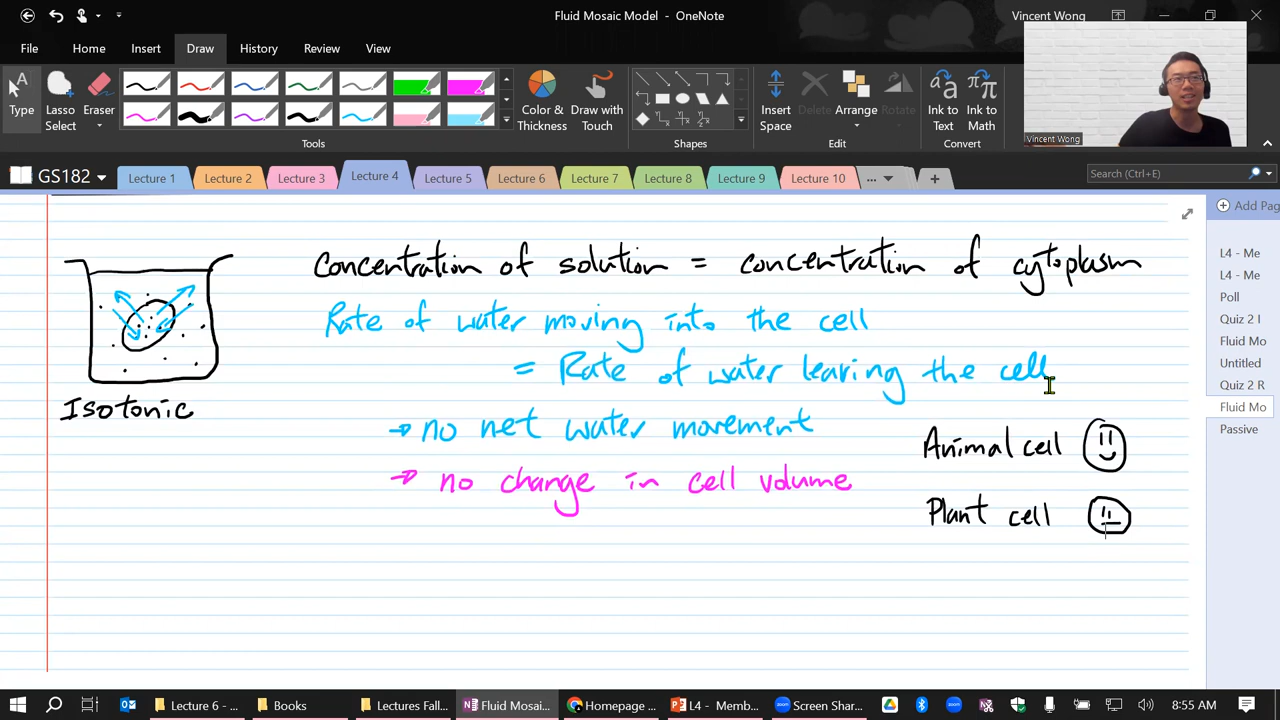 Fluid Mosaic Model - OneNote
Vincent Wong
File Home Insert Draw History Review View
Type
Lasso Select
Eraser
Color & Thickness
Draw with Touch
Insert Space
Delete
Arrange
Rotate
Ink to Text
Ink to Math
Vincent Wong
Tools Shapes Edit Convert
GS182 Lecture 1 Lecture 2 Lecture 3 Lecture 4 Lecture 5 Lecture 6 Lecture 7 Lecture 8 Lecture 9 Lecture 10 ... +
Search (Ctrl+E)
Add Pag
L4 - Me
L4 - Me
Poll
Quiz 2 I
Fluid Mo
Untitled
Quiz 2 R
Fluid Mo
Passive
Concentration of solution = concentration of cytoplasm
Rate of water moving into the cell
= Rate of water leaving the cell
Isotonic
→ no net water movement
→ no change in cell volume
Animal cell
Plant cell
Lecture 6 - ... Books Lectures Fall... Fluid Mosai... Homepage ... L4 - Memb... Screen Shar... 8:55 AM